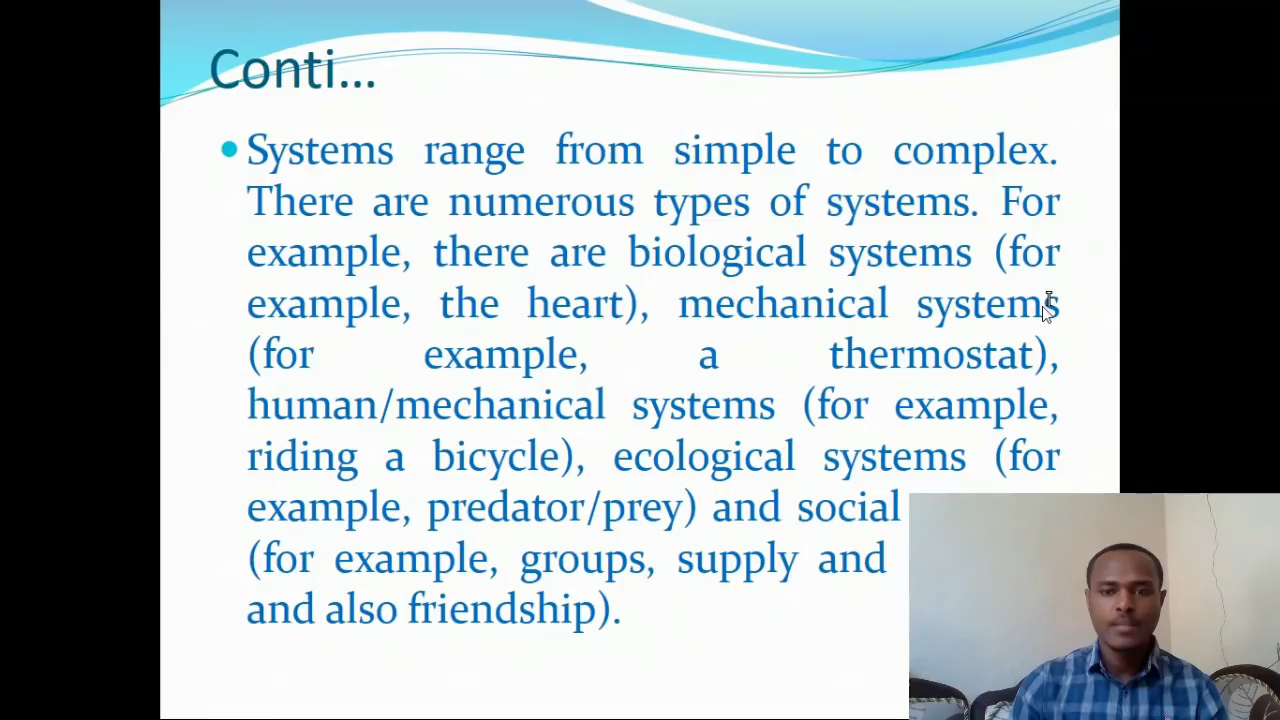 Conti...
Systems range from simple to complex.
There are numerous types of systems. For
example, there are biological systems (for
example, the heart), mechanical systems
(for example, a thermostat),
human/mechanical systems (for example,
riding a bicycle), ecological systems (for
example, predator/prey) and social
(for example, groups, supply and
and also friendship).